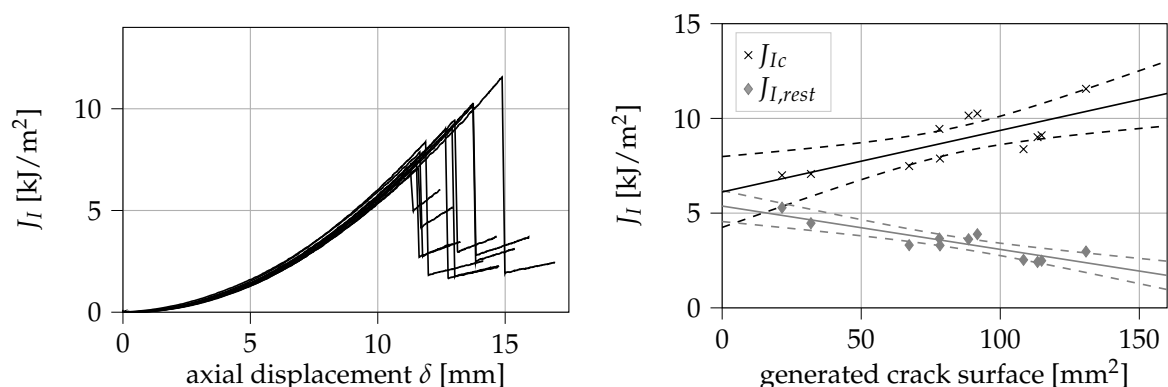 10
5
0
0 5 10 15
J_I [kJ/m²]
axial displacement δ [mm]
15
10
5
0
0 50 100 150
J_I [kJ/m²]
generated crack surface [mm²]
J_Ic
J_I,rest